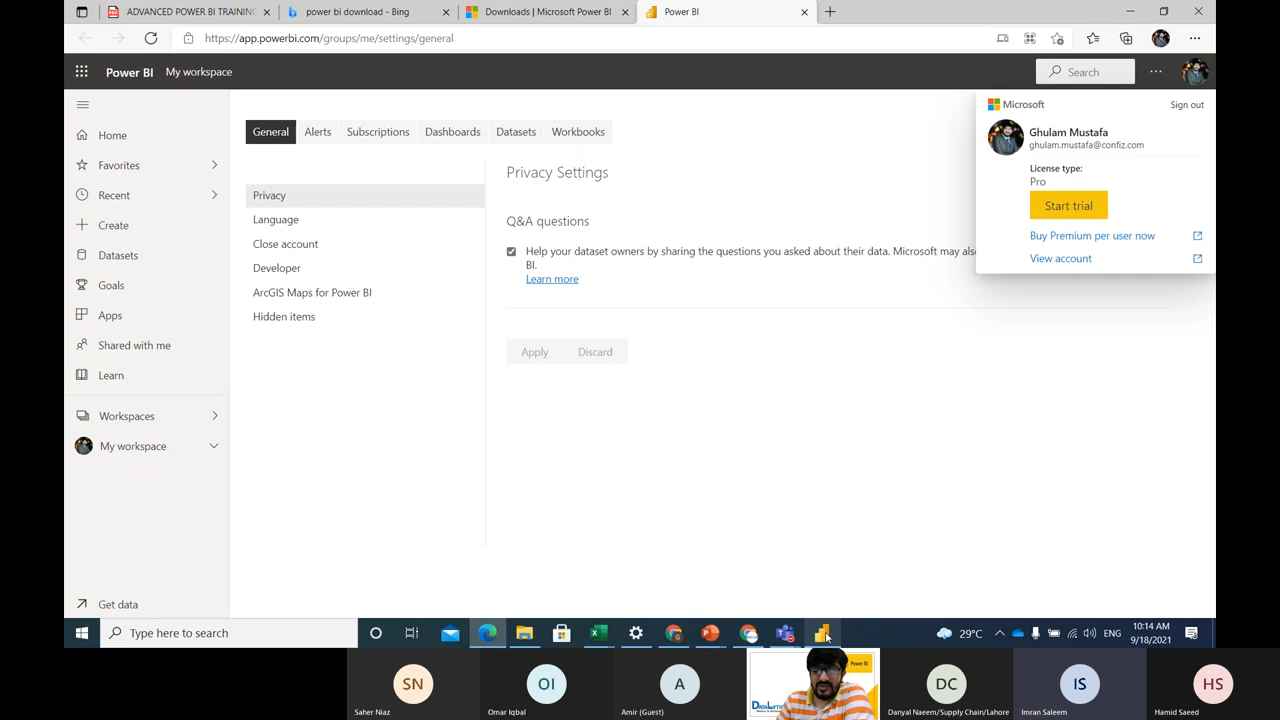 ADVANCED POWER BI TRAINING
power bi download - Bing
Downloads | Microsoft Power BI
Power BI
https://app.powerbi.com/groups/me/settings/general
Power BI My workspace
Search
Microsoft
Sign out
Ghulam Mustafa
ghulam.mustafa@confiz.com
License type:
Pro
Start trial
Buy Premium per user now
View account
Home
Favorites
Recent
Create
Datasets
Goals
Apps
Shared with me
Learn
Workspaces
My workspace
Get data
General Alerts Subscriptions Dashboards Datasets Workbooks
Privacy
Language
Close account
Developer
ArcGIS Maps for Power BI
Hidden items
Privacy Settings
Q&A questions
Help your dataset owners by sharing the questions you asked about their data. Microsoft may als
BI.
Learn more
Apply Discard
Type here to search
29°C
ENG
10:14 AM
9/18/2021
SN
Saher Niaz
OI
Omar Iqbal
A
Amir (Guest)
Power BI
DC
Danyal Naeem/Supply Chain/Lahore
IS
Imran Saleem
HS
Hamid Saeed